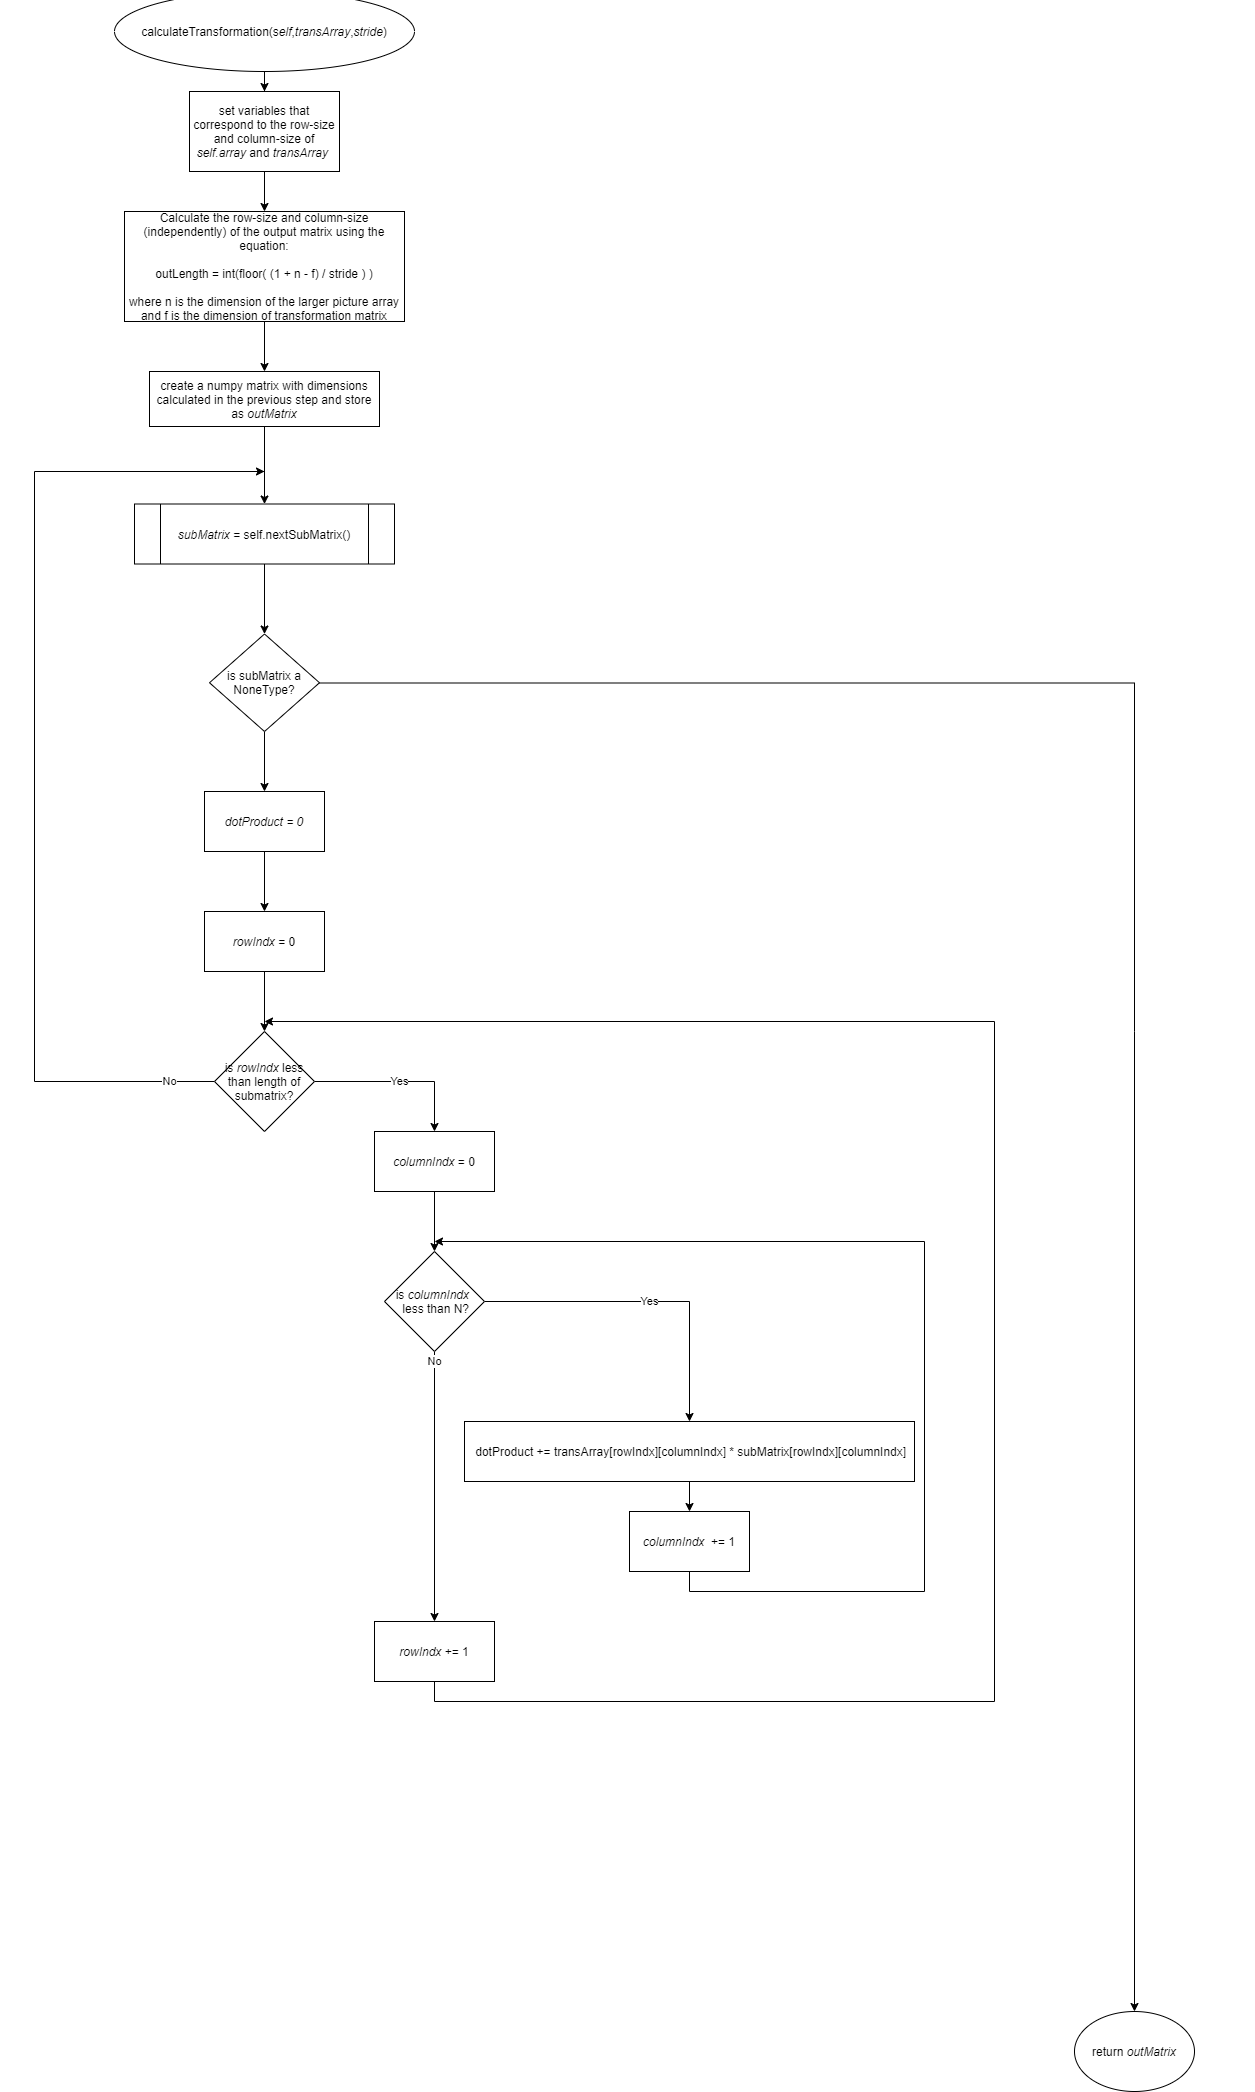 calculateTransformation(self,transArray,stride)
set variables that
correspond to the row-size
and column-size of
self.array and transArray
Calculate the row-size and column-size
(independently) of the output matrix using the
equation:
outLength = int(floor( (1 + n - f) / stride ) )
where n is the dimension of the larger picture array
and f is the dimension of transformation matrix
create a numpy matrix with dimensions
calculated in the previous step and store
as outMatrix
subMatrix = self.nextSubMatrix()
is subMatrix a
NoneType?
dotProduct = 0
rowIndx = 0
is rowIndx less
than length of
submatrix?
No
Yes
columnIndx = 0
is columnIndx
less than N?
Yes
No
dotProduct += transArray[rowIndx][columnIndx] * subMatrix[rowIndx][columnIndx]
columnIndx += 1
rowIndx += 1
return outMatrix